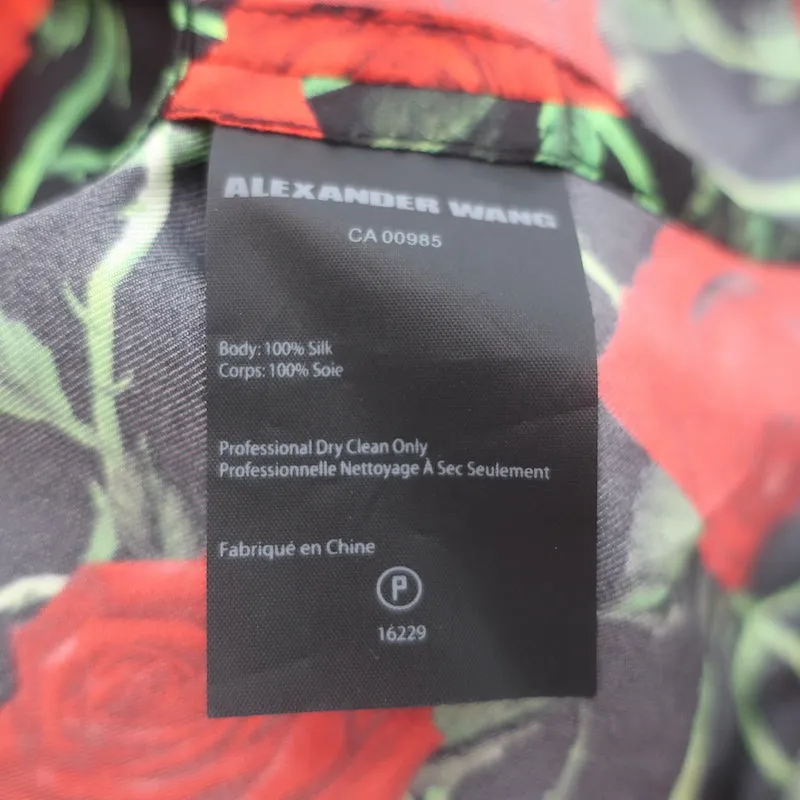 ALEXANDER WANG
CA 00985
Body: 100% Silk
Corps: 100% Soie
Professional Dry Clean Only
Professionnelle Nettoyage À Sec Seulement
Fabriqué en Chine
P
16229